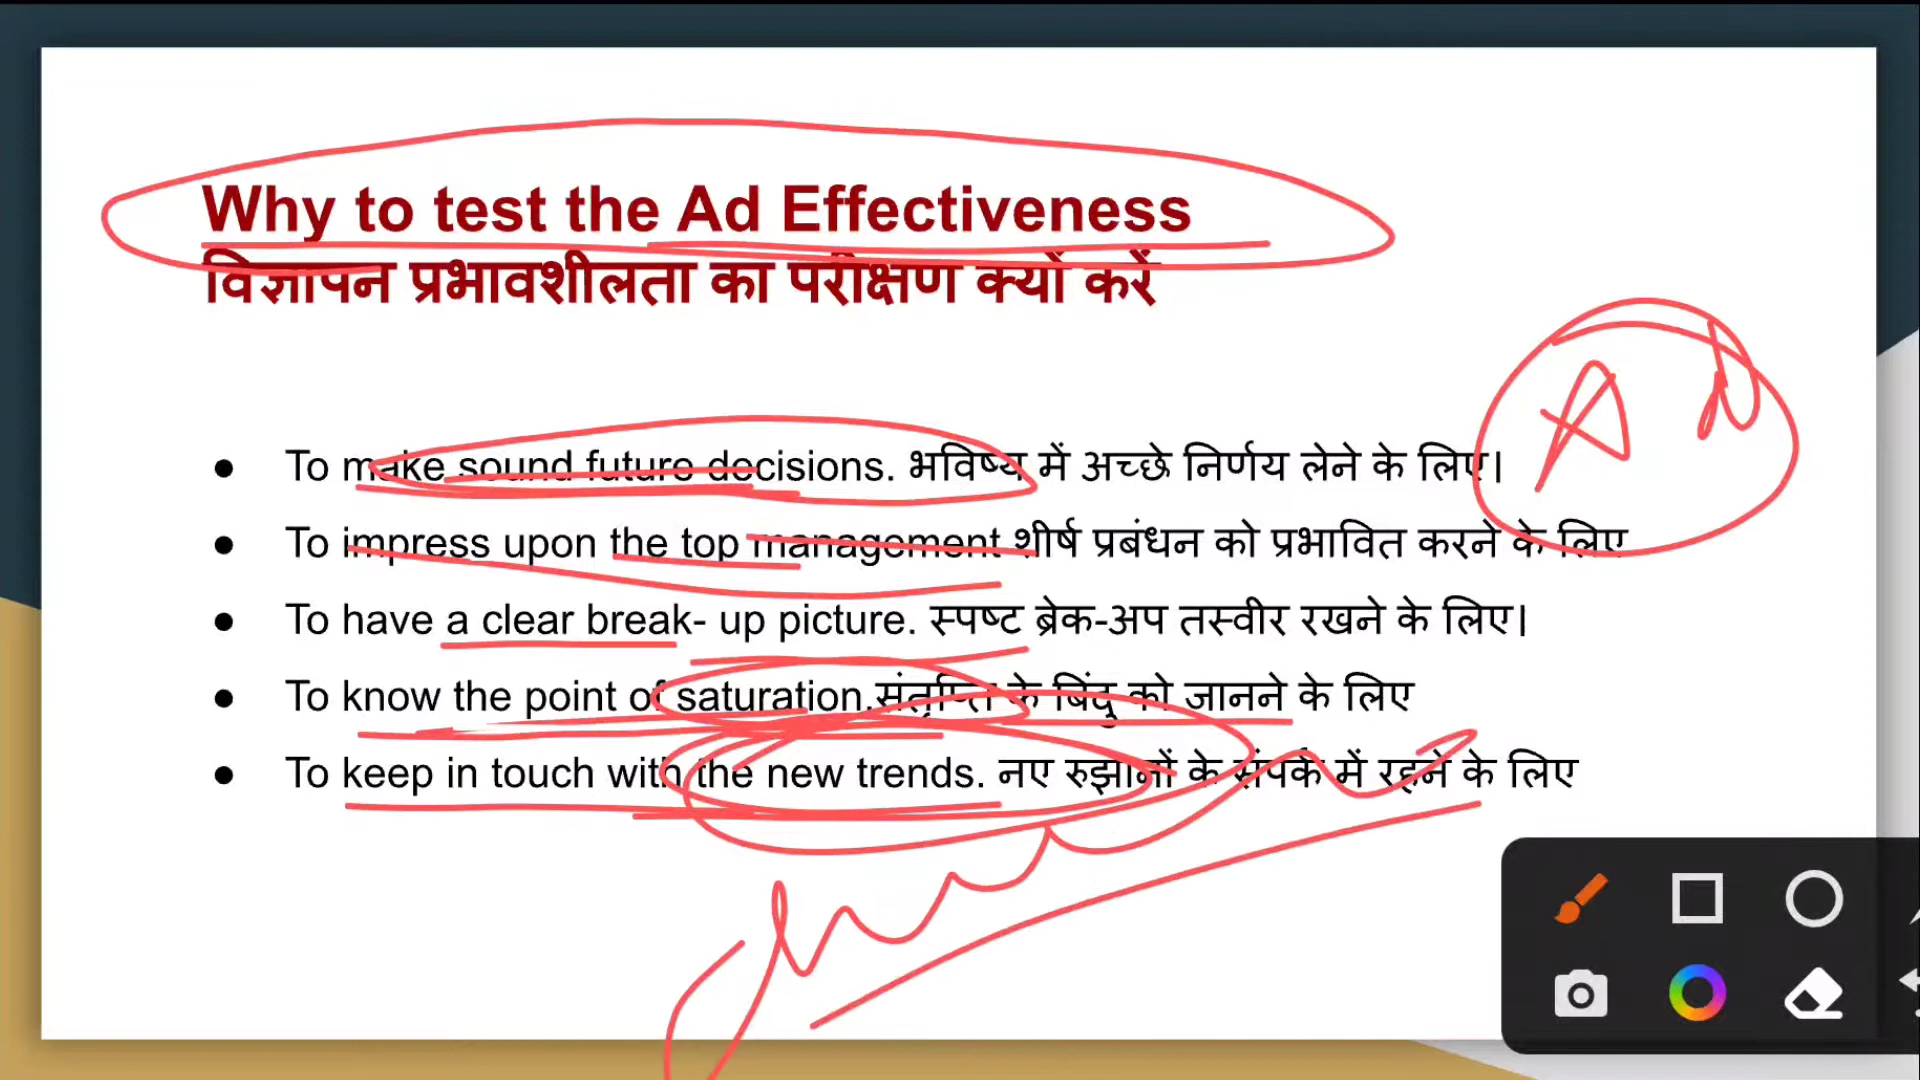 Why to test the Ad Effectiveness
विज्ञापन प्रभावशीलता का परीक्षण क्यों करें
● To make sound future decisions. भविष्य में अच्छे निर्णय लेने के लिए।
● To impress upon the top management शीर्ष प्रबंधन को प्रभावित करने के लिए
● To have a clear break- up picture. स्पष्ट ब्रेक-अप तस्वीर रखने के लिए।
● To know the point of saturation.संतृप्ति के बिंदु को जानने के लिए
● To keep in touch with the new trends. नए रुझानों के संपर्क में रहने के लिए